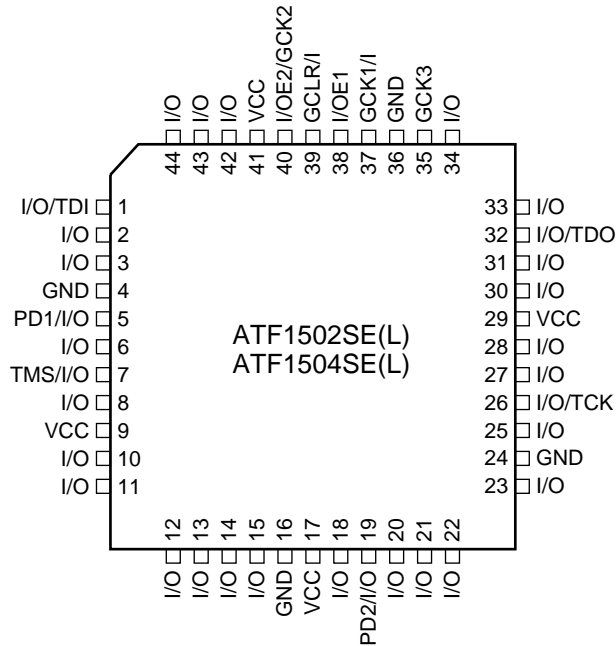 I/O
I/O
I/O
VCC
I/OE2/GCK2
GCLR/I
I/OE1
GCK1/I
GND
GCK3
I/O
44
43
42
41
40
39
38
37
36
35
34
I/O/TDI 1
I/O 2
I/O 3
GND 4
PD1/I/O 5
I/O 6
TMS/I/O 7
I/O 8
VCC 9
I/O 10
I/O 11
ATF1502SE(L)
ATF1504SE(L)
33 I/O
32 I/O/TDO
31 I/O
30 I/O
29 VCC
28 I/O
27 I/O
26 I/O/TCK
25 I/O
24 GND
23 I/O
12
13
14
15
16
17
18
19
20
21
22
I/O
I/O
I/O
I/O
GND
VCC
I/O
PD2/I/O
I/O
I/O
I/O